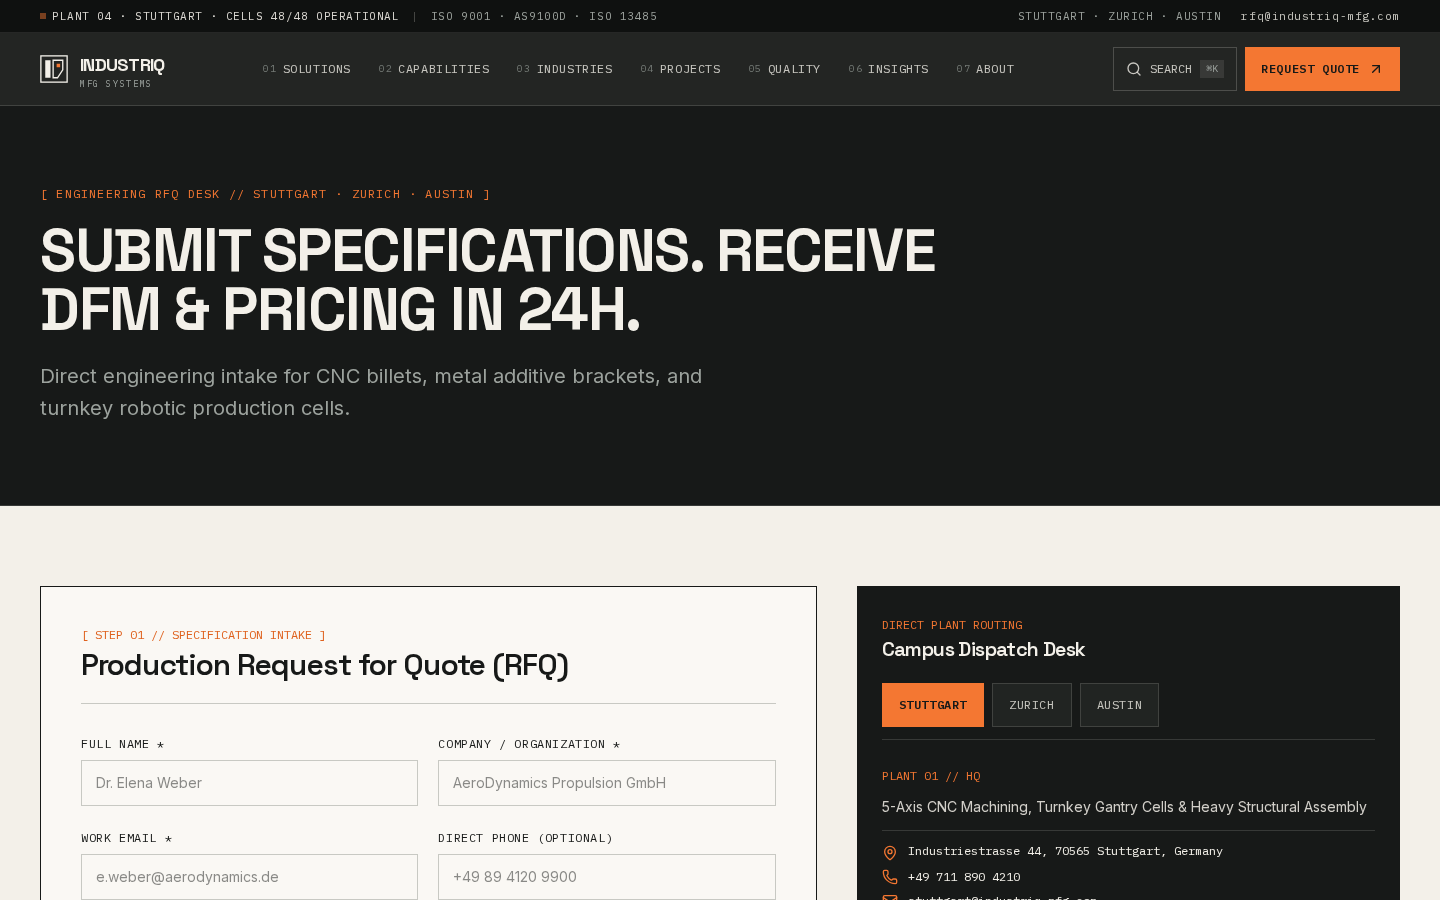 PLANT 04 · STUTTGART · CELLS 48/48 OPERATIONAL | ISO 9001 · AS9100D · ISO 13485
STUTTGART · ZURICH · AUSTIN rfq@industriq-mfg.com
INDUSTRIQ
MFG SYSTEMS
01 SOLUTIONS 02 CAPABILITIES 03 INDUSTRIES 04 PROJECTS 05 QUALITY 06 INSIGHTS 07 ABOUT
SEARCH ⌘K
REQUEST QUOTE
[ ENGINEERING RFQ DESK // STUTTGART · ZURICH · AUSTIN ]
SUBMIT SPECIFICATIONS. RECEIVE
DFM & PRICING IN 24H.
Direct engineering intake for CNC billets, metal additive brackets, and
turnkey robotic production cells.
[ STEP 01 // SPECIFICATION INTAKE ]
Production Request for Quote (RFQ)
FULL NAME * COMPANY / ORGANIZATION *
Dr. Elena Weber AeroDynamics Propulsion GmbH
WORK EMAIL * DIRECT PHONE (OPTIONAL)
e.weber@aerodynamics.de +49 89 4120 9900
DIRECT PLANT ROUTING
Campus Dispatch Desk
STUTTGART ZURICH AUSTIN
PLANT 01 // HQ
5-Axis CNC Machining, Turnkey Gantry Cells & Heavy Structural Assembly
Industriestrasse 44, 70565 Stuttgart, Germany
+49 711 890 4210